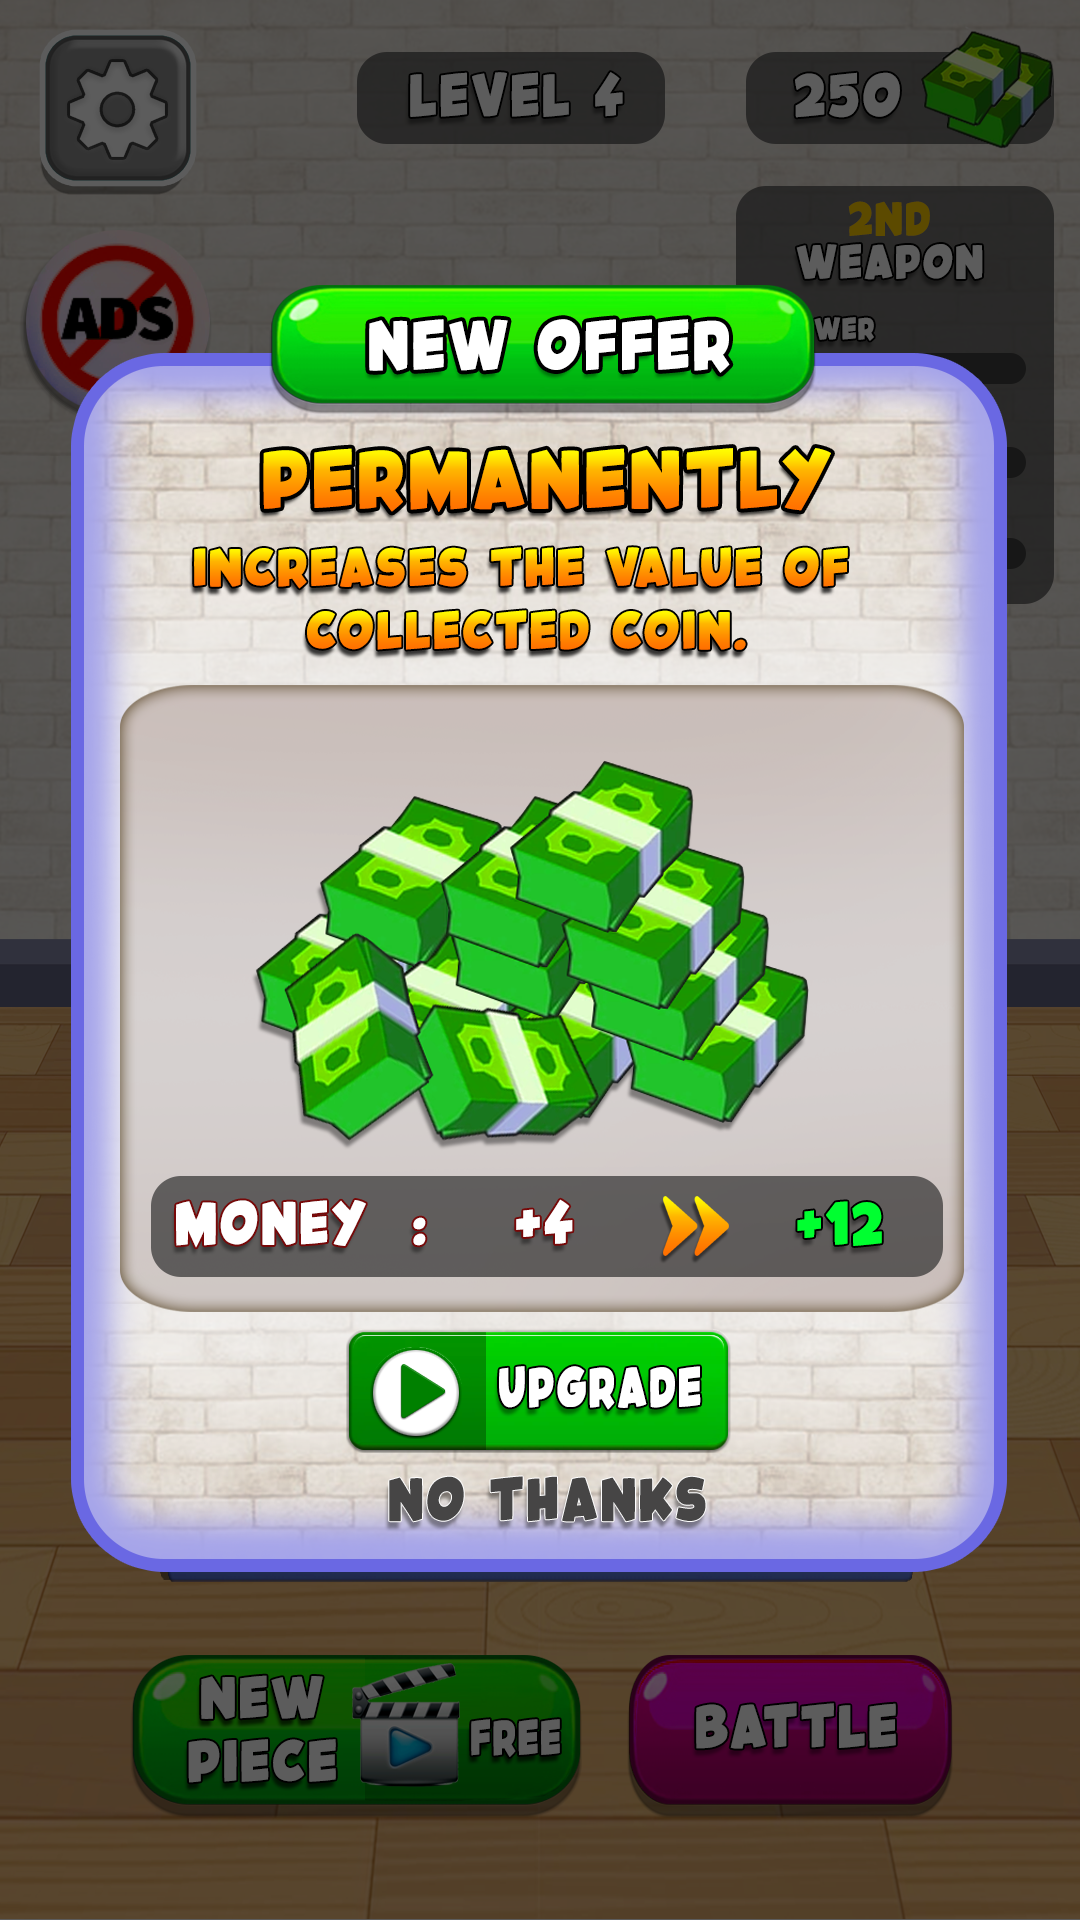 LEVEL 4
250
2ND
WEAPON
ADS
NEW OFFER
PERMANENTLY
INCREASES THE VALUE OF
COLLECTED COIN.
MONEY : +4 +12
UPGRADE
NO THANKS
NEW
PIECE
FREE
BATTLE